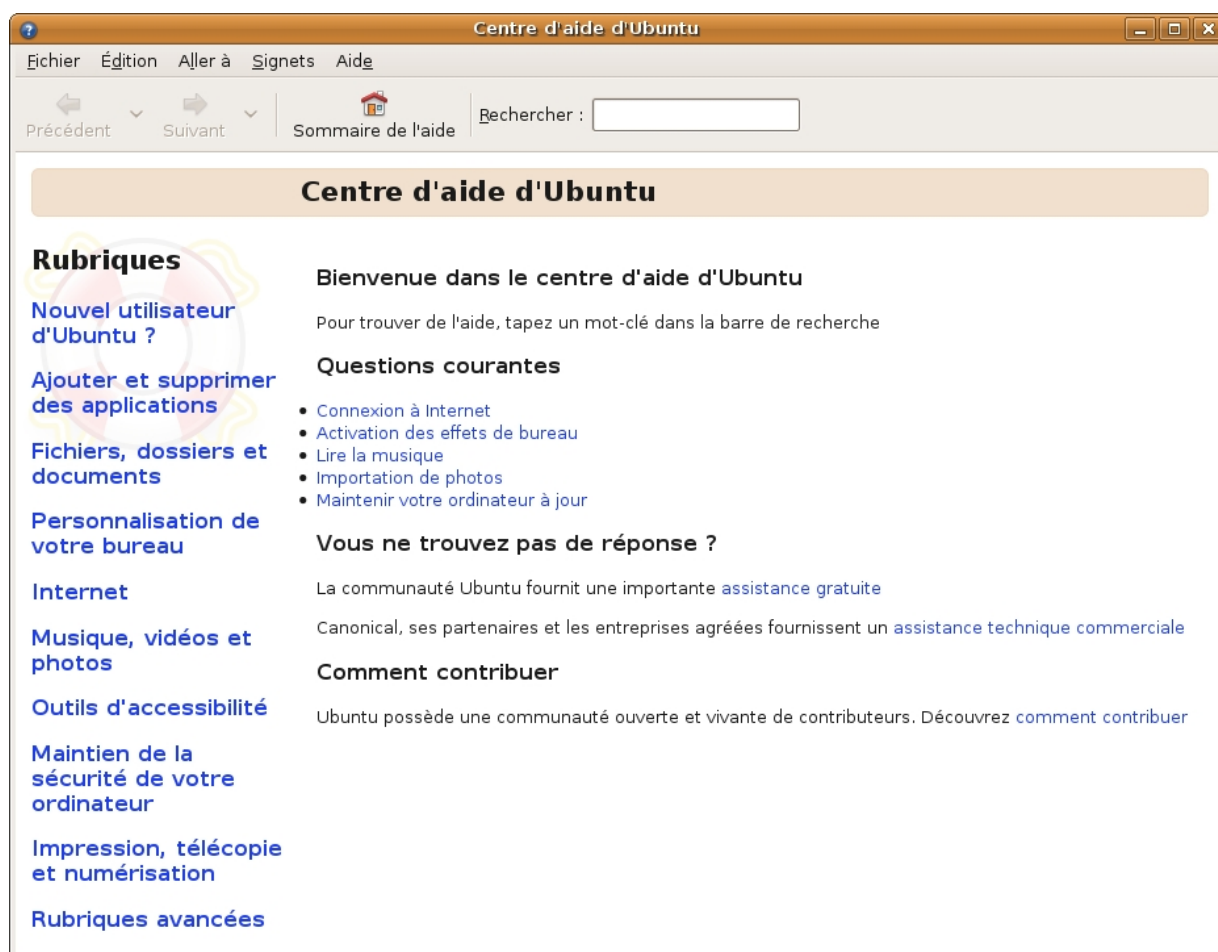 Centre d'aide d'Ubuntu
Fichier Édition Aller à Signets Aide
Précédent Suivant Sommaire de l'aide Rechercher :
Centre d'aide d'Ubuntu
Rubriques
Nouvel utilisateur
d'Ubuntu ?
Ajouter et supprimer
des applications
Fichiers, dossiers et
documents
Personnalisation de
votre bureau
Internet
Musique, vidéos et
photos
Outils d'accessibilité
Maintien de la
sécurité de votre
ordinateur
Impression, télécopie
et numérisation
Rubriques avancées
Bienvenue dans le centre d'aide d'Ubuntu
Pour trouver de l'aide, tapez un mot-clé dans la barre de recherche
Questions courantes
Connexion à Internet
Activation des effets de bureau
Lire la musique
Importation de photos
Maintenir votre ordinateur à jour
Vous ne trouvez pas de réponse ?
La communauté Ubuntu fournit une importante assistance gratuite
Canonical, ses partenaires et les entreprises agréées fournissent un assistance technique commerciale
Comment contribuer
Ubuntu possède une communauté ouverte et vivante de contributeurs. Découvrez comment contribuer